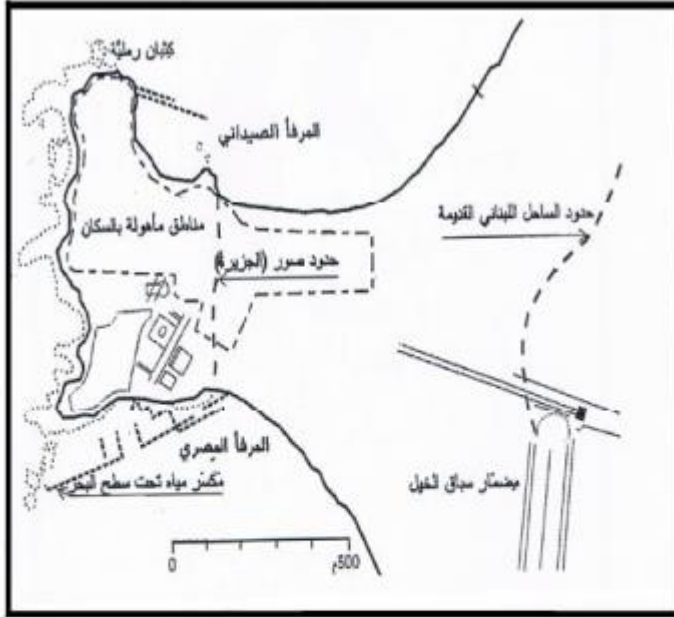 كثبان رملية
المرفأ الصيداني
حدود الساحل اللبناني القديمة
مناطق مأهولة بالسكان
حدود صور (الجزيرة)
المرفأ المصري
مضمار سباق الخيل
مكسر مياه تحت سطح البحر
0
500م